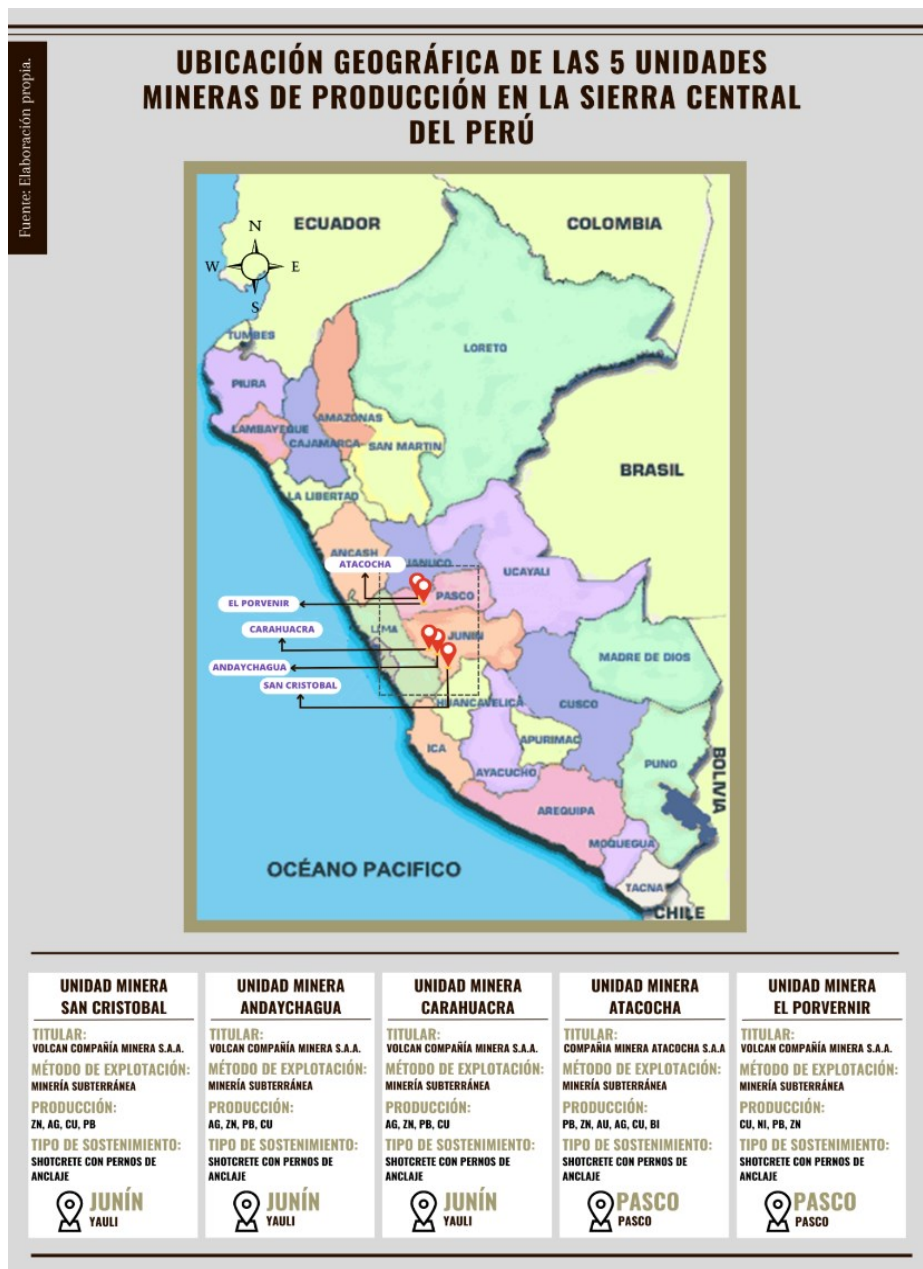 Fuente: Elaboración propia.
UBICACIÓN GEOGRÁFICA DE LAS 5 UNIDADES
MINERAS DE PRODUCCIÓN EN LA SIERRA CENTRAL
DEL PERÚ
ECUADOR
COLOMBIA
N
W
E
S
TUMBES
LORETO
PIURA
AMAZONAS
LAMBAYEQUE
CAJAMARCA
SAN MARTIN
BRASIL
LA LIBERTAD
ANCASH
HUANUCO
ATACOCHA
UCAYALI
PASCO
EL PORVENIR
CARAHUACRA
LIMA
JUNIN
MADRE DE DIOS
ANDAYCHAGUA
SAN CRISTOBAL
HUANCAVELICA
CUSCO
ICA
APURIMAC
AYACUCHO
PUNO
BOLIVIA
AREQUIPA
MOQUEGUA
OCÉANO PACIFICO
TACNA
CHILE
UNIDAD MINERA
SAN CRISTOBAL
TITULAR:
VOLCAN COMPAÑÍA MINERA S.A.A.
MÉTODO DE EXPLOTACIÓN:
MINERÍA SUBTERRÁNEA
PRODUCCIÓN:
ZN, AG, CU, PB
TIPO DE SOSTENIMIENTO:
SHOTCRETE CON PERNOS DE
ANCLAJE
JUNÍN
YAULI
UNIDAD MINERA
ANDAYCHAGUA
TITULAR:
VOLCAN COMPAÑÍA MINERA S.A.A.
MÉTODO DE EXPLOTACIÓN:
MINERÍA SUBTERRÁNEA
PRODUCCIÓN:
AG, ZN, PB, CU
TIPO DE SOSTENIMIENTO:
SHOTCRETE CON PERNOS DE
ANCLAJE
JUNÍN
YAULI
UNIDAD MINERA
CARAHUACRA
TITULAR:
VOLCAN COMPAÑÍA MINERA S.A.A.
MÉTODO DE EXPLOTACIÓN:
MINERÍA SUBTERRÁNEA
PRODUCCIÓN:
AG, ZN, PB, CU
TIPO DE SOSTENIMIENTO:
SHOTCRETE CON PERNOS DE
ANCLAJE
JUNÍN
YAULI
UNIDAD MINERA
ATACOCHA
TITULAR:
COMPAÑIA MINERA ATACOCHA S.A.A
MÉTODO DE EXPLOTACIÓN:
MINERÍA SUBTERRÁNEA
PRODUCCIÓN:
PB, ZN, AU, AG, CU, BI
TIPO DE SOSTENIMIENTO:
SHOTCRETE CON PERNOS DE
ANCLAJE
PASCO
PASCO
UNIDAD MINERA
EL PORVERNIR
TITULAR:
VOLCAN COMPAÑÍA MINERA S.A.A.
MÉTODO DE EXPLOTACIÓN:
MINERÍA SUBTERRÁNEA
PRODUCCIÓN:
CU, NI, PB, ZN
TIPO DE SOSTENIMIENTO:
SHOTCRETE CON PERNOS DE
ANCLAJE
PASCO
PASCO